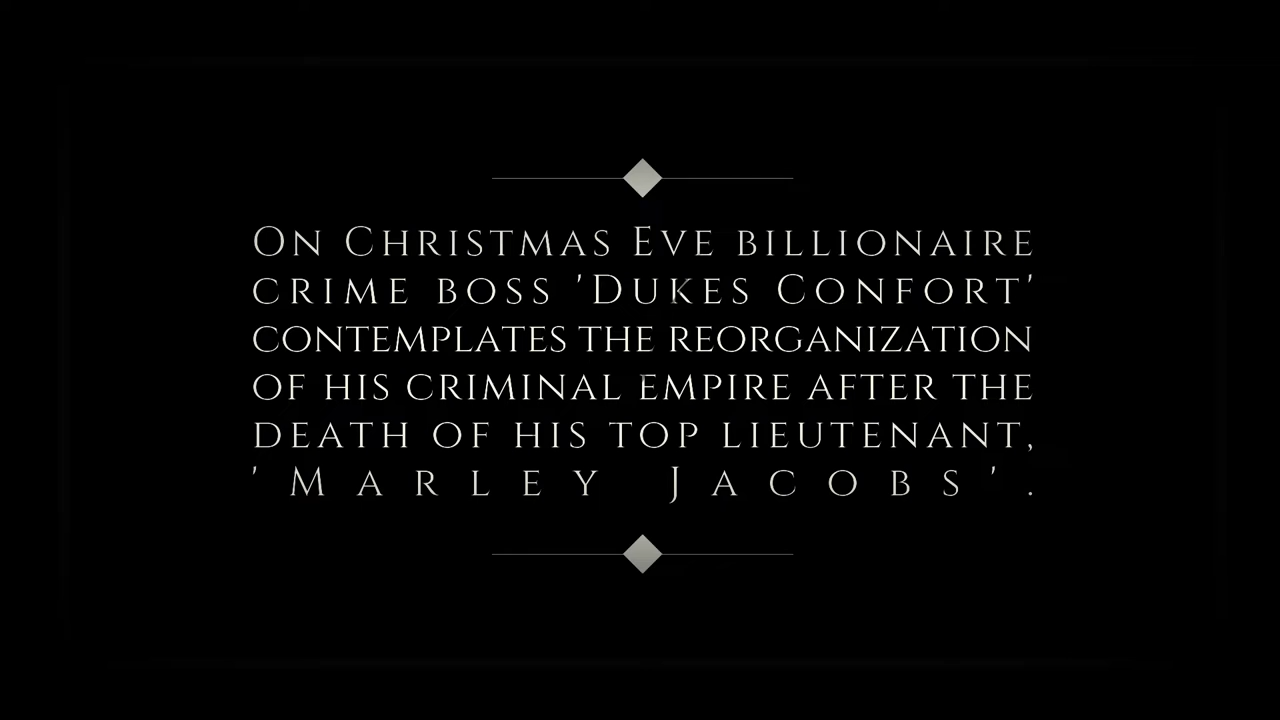 On Christmas Eve billionaire
crime boss 'Dukes Confort'
contemplates the reorganization
of his criminal empire after the
death of his top lieutenant,
'Marley Jacobs'.